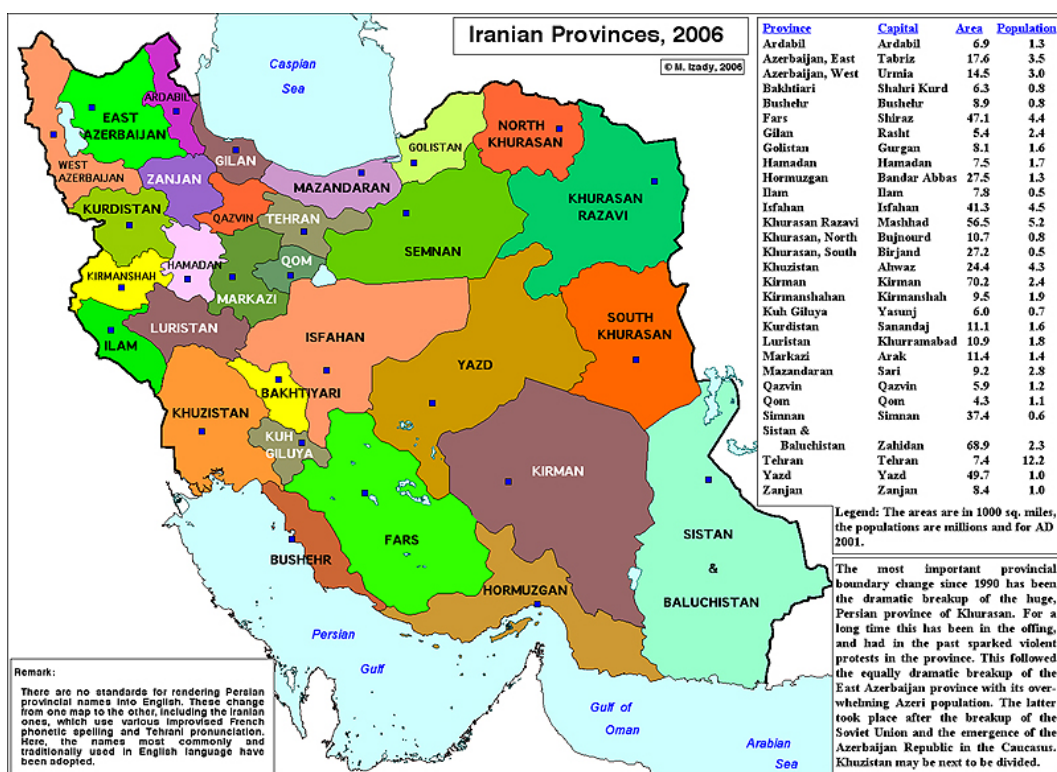 Iranian Provinces, 2006
© M. Izady, 2006
Caspian
Sea
EAST
AZERBAIJAN
ARDABIL
WEST
AZERBAIJAN
GILAN
ZANJAN
MAZANDARAN
GOLISTAN
NORTH
KHURASAN
KHURASAN
RAZAVI
KURDISTAN
QAZVIN
TEHRAN
SEMNAN
KIRMANSHAH
HAMADAN
QOM
MARKAZI
LURISTAN
ILAM
ISFAHAN
YAZD
SOUTH
KHURASAN
BAKHTIYARI
KHUZISTAN
KUH
GILUYA
KIRMAN
FARS
BUSHEHR
HORMUZGAN
SISTAN
&
BALUCHISTAN
Persian
Gulf
Gulf of
Oman
Arabian
Sea
Province Capital Area Population
Ardabil Ardabil 6.9 1.3
Azerbaijan, East Tabriz 17.6 3.5
Azerbaijan, West Urmia 14.5 3.0
Bakhtiari Shahri Kurd 6.3 0.8
Bushehr Bushehr 8.9 0.8
Fars Shiraz 47.1 4.4
Gilan Rasht 5.4 2.4
Golistan Gurgan 8.1 1.6
Hamadan Hamadan 7.5 1.7
Hormuzgan Bandar Abbas 27.5 1.3
Ilam Ilam 7.8 0.5
Isfahan Isfahan 41.3 4.5
Khurasan Razavi Mashhad 56.5 5.2
Khurasan, North Bujnourd 10.7 0.8
Khurasan, South Birjand 27.2 0.5
Khuzistan Ahwaz 24.4 4.3
Kirman Kirman 70.2 2.4
Kirmanshahan Kirmanshah 9.5 1.9
Kuh Giluya Yasunj 6.0 0.7
Kurdistan Sanandaj 11.1 1.6
Luristan Khurramabad 10.9 1.8
Markazi Arak 11.4 1.4
Mazandaran Sari 9.2 2.8
Qazvin Qazvin 5.9 1.2
Qom Qom 4.3 1.1
Simnan Simnan 37.4 0.6
Sistan &
Baluchistan Zahidan 68.9 2.3
Tehran Tehran 7.4 12.2
Yazd Yazd 49.7 1.0
Zanjan Zanjan 8.4 1.0
Legend: The areas are in 1000 sq. miles,
the populations are millions and for AD
2001.
The most important provincial
boundary change since 1990 has been
the dramatic breakup of the huge,
Persian province of Khurasan. For a
long time this has been in the offing,
and had in the past sparked violent
protests in the province. This followed
the equally dramatic breakup of the
East Azerbaijan province with its over-
whelming Azeri population. The latter
took place after the breakup of the
Soviet Union and the emergence of the
Azerbaijan Republic in the Caucasus.
Khuzistan may be next to be divided.
Remark:
There are no standards for rendering Persian
provincial names into English. These change
from one map to the other, including the Iranian
ones, which use various improvised French
phonetic spelling and Tehrani pronunciation.
Here, the names most commonly and
traditionally used in English language have
been adopted.